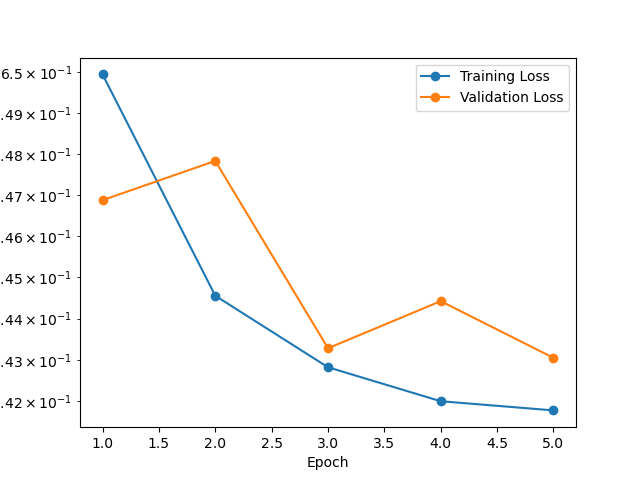 Training Loss
Validation Loss
6.5 × 10⁻¹
.49 × 10⁻¹
.48 × 10⁻¹
.47 × 10⁻¹
.46 × 10⁻¹
.45 × 10⁻¹
.44 × 10⁻¹
.43 × 10⁻¹
.42 × 10⁻¹
1.0 1.5 2.0 2.5 3.0 3.5 4.0 4.5 5.0
Epoch